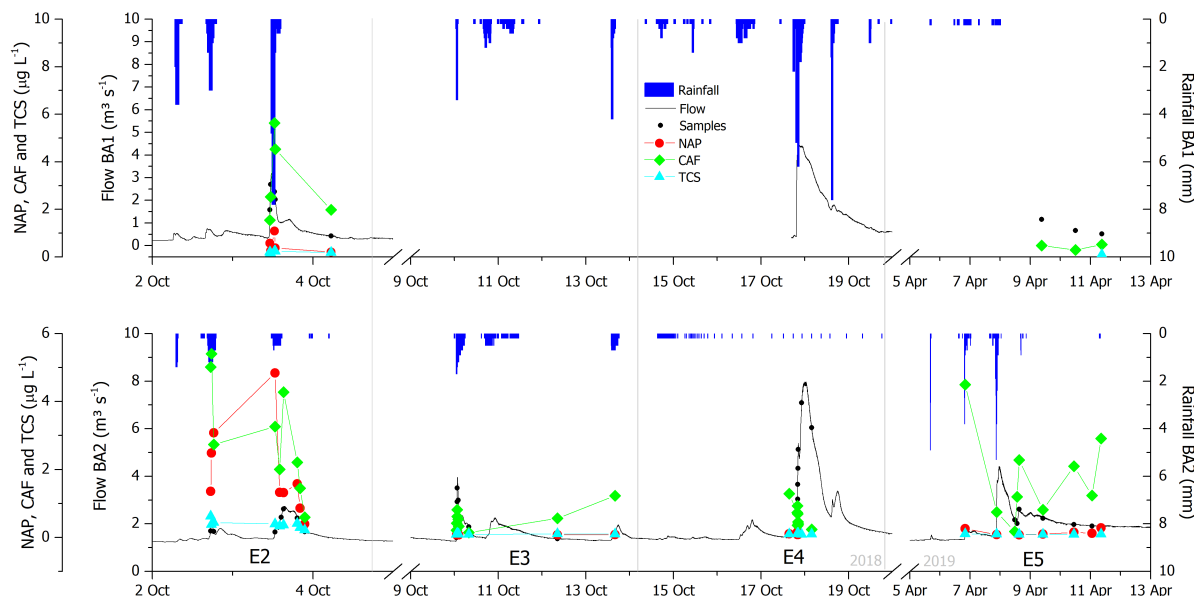 NAP, CAF and TCS (µg L⁻¹)
10
8
6
4
2
0
Flow BA1 (m³ s⁻¹)
10
9
8
7
6
5
4
3
2
1
0
Rainfall
Flow
Samples
NAP
CAF
TCS
0
2
4
6
8
10
Rainfall BA1 (mm)
2 Oct
4 Oct
9 Oct
11 Oct
13 Oct
15 Oct
17 Oct
19 Oct
5 Apr
7 Apr
9 Apr
11 Apr
13 Apr
NAP, CAF and TCS (µg L⁻¹)
6
4
2
0
Flow BA2 (m³ s⁻¹)
10
8
6
4
2
0
0
2
4
6
8
10
Rainfall BA2 (mm)
E2
E3
E4
2018
2019
E5
2 Oct
4 Oct
9 Oct
11 Oct
13 Oct
15 Oct
17 Oct
19 Oct
5 Apr
7 Apr
9 Apr
11 Apr
13 Apr